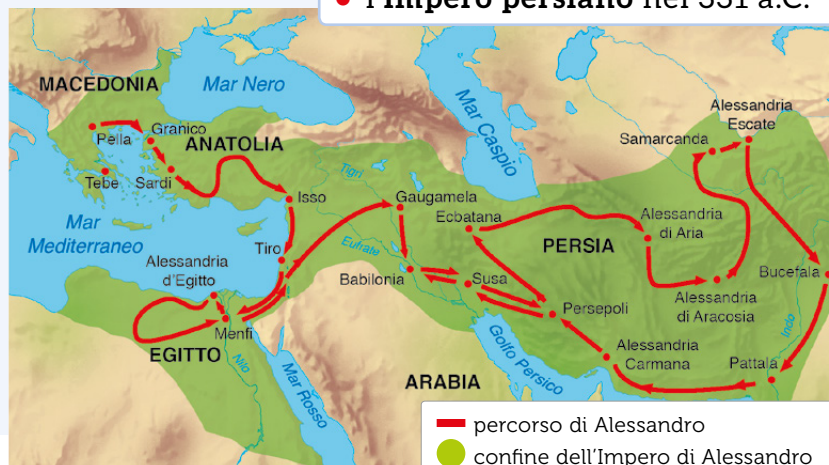 • l'Impero persiano nel 331 a.C.
MACEDONIA
Mar Nero
Mar Caspio
Alessandria
Escate
Samarcanda
Pella
Granico
ANATOLIA
Tebe
Sardi
Isso
Tigri
Gaugamela
Ecbatana
Alessandria
di Aria
Mar
Mediterraneo
Tiro
Eufrate
PERSIA
Alessandria
d'Egitto
Babilonia
Susa
Bucefala
Alessandria
di Aracosia
Persepoli
Menfi
EGITTO
Nilo
Mar Rosso
Golfo Persico
Alessandria
Carmana
Pattala
Indo
ARABIA
percorso di Alessandro
confine dell'Impero di Alessandro